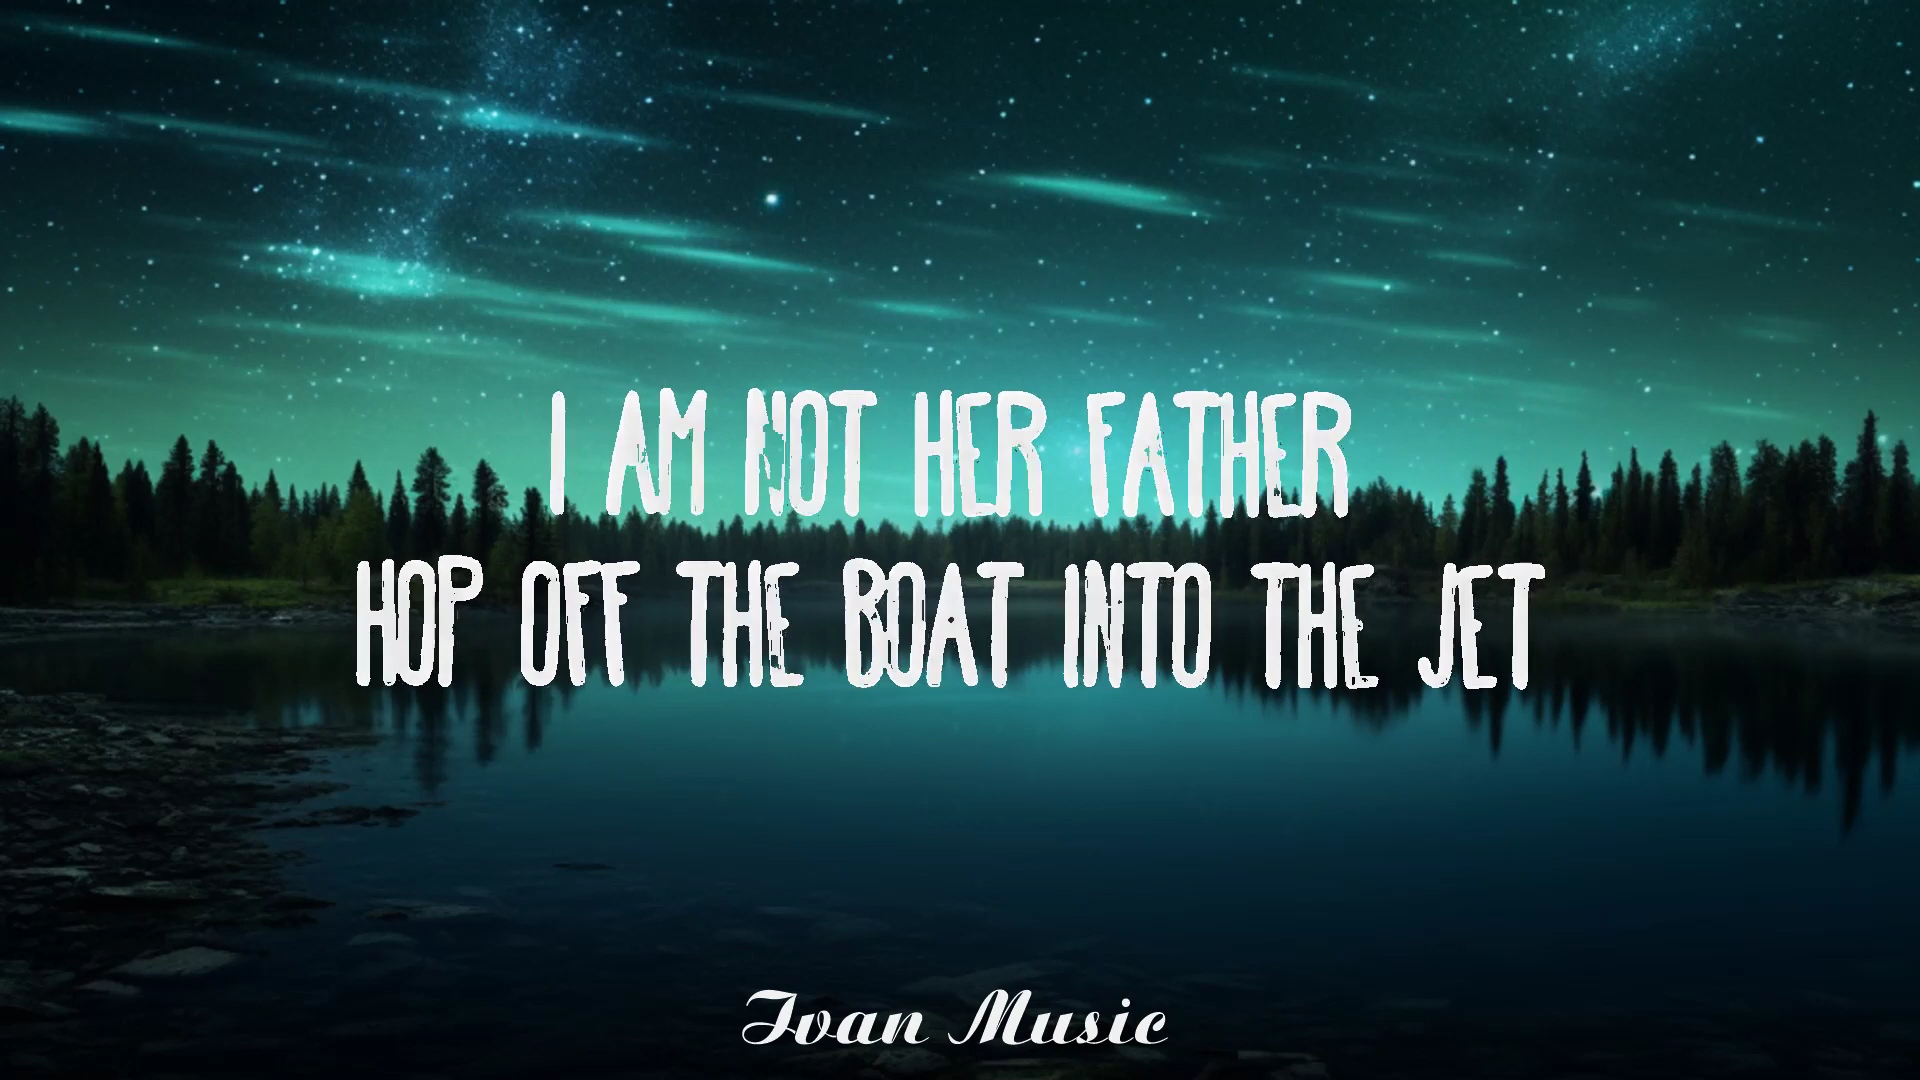 I AM NOT HER FATHER
HOP OFF THE BOAT INTO THE JET
Ivan Music